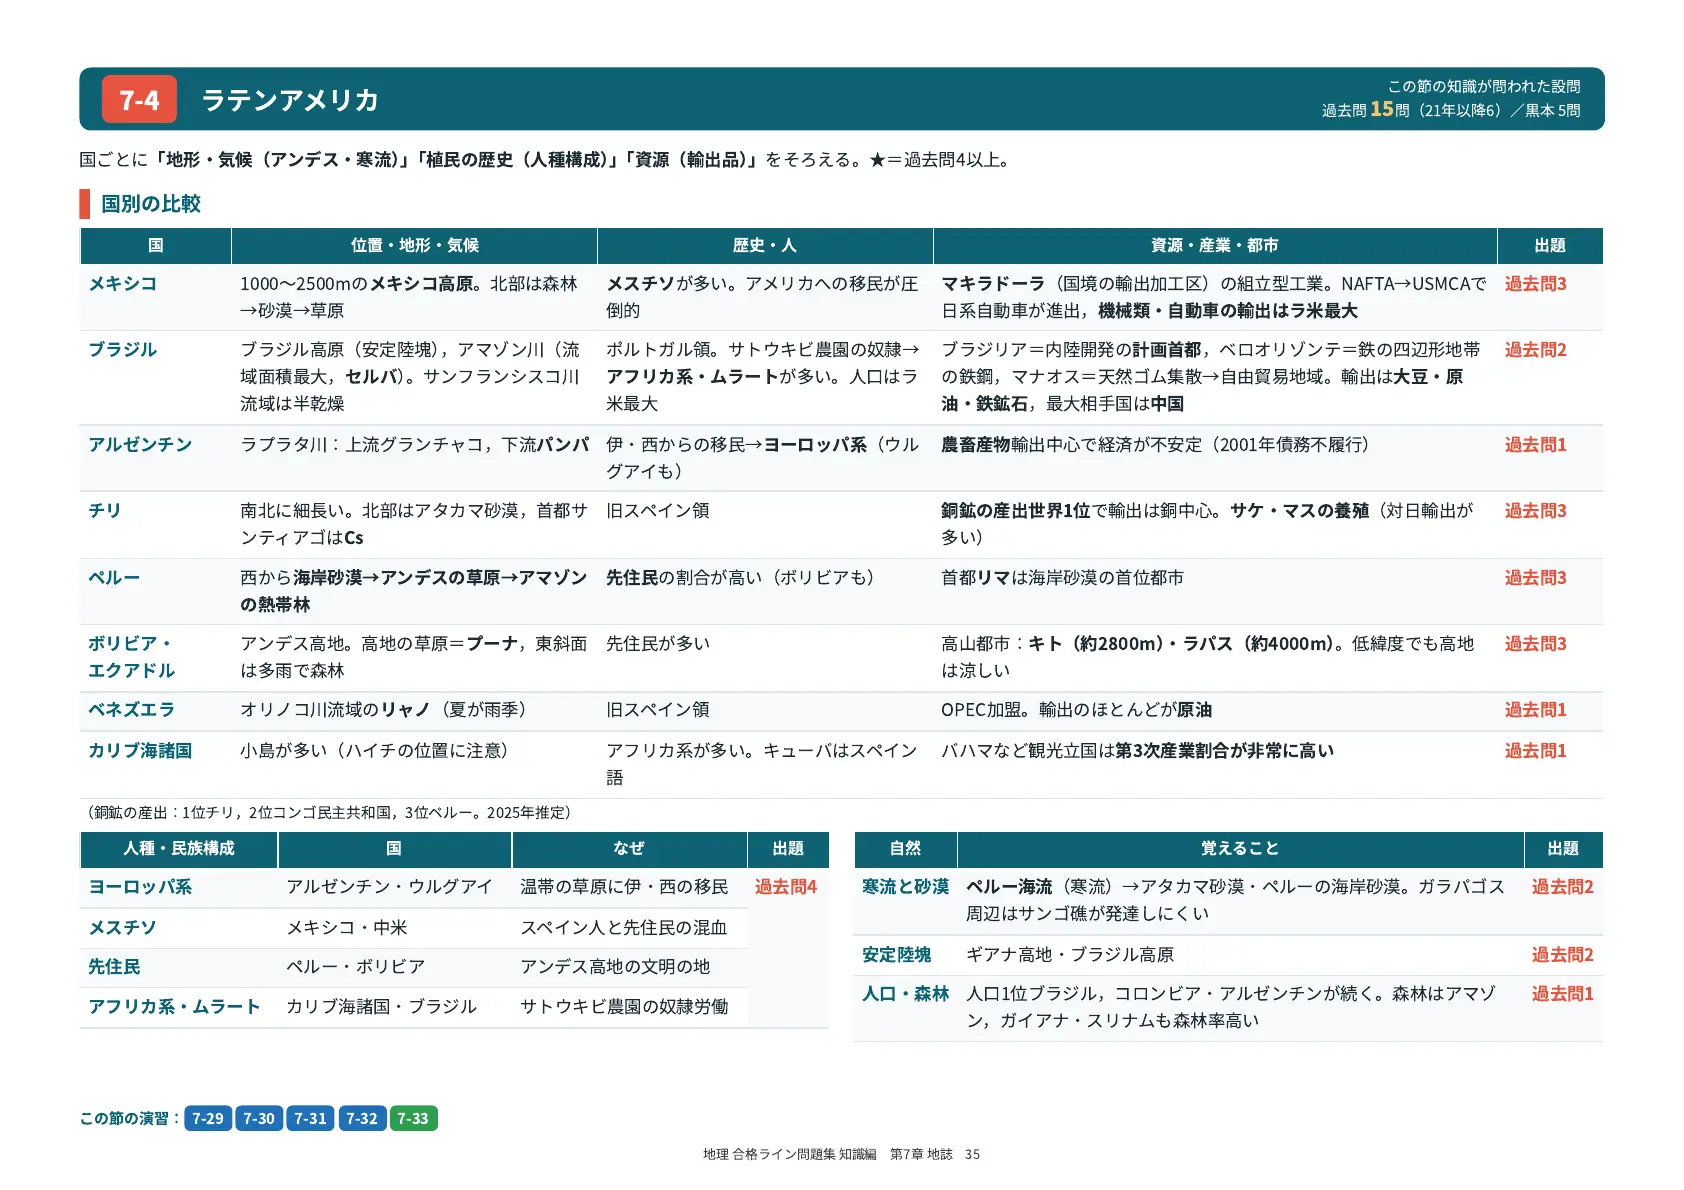 7-4 ラテンアメリカ
この節の知識が問われた設問
過去問 15問（21年以降6）／黒本 5問
国ごとに「地形・気候（アンデス・寒流）」「植民の歴史（人種構成）」「資源（輸出品）」をそろえる。★＝過去問4以上。
国別の比較
国 位置・地形・気候 歴史・人 資源・産業・都市 出題
メキシコ 1000〜2500mのメキシコ高原。北部は森林 メスチソが多い。アメリカへの移民が圧 マキラドーラ（国境の輸出加工区）の組立型工業。NAFTA→USMCAで 過去問3
→砂漠→草原 倒的 日系自動車が進出，機械類・自動車の輸出はラ米最大
ブラジル ブラジル高原（安定陸塊），アマゾン川（流 ポルトガル領。サトウキビ農園の奴隷→ ブラジリア＝内陸開発の計画首都，ベロオリゾンテ＝鉄の四辺形地帯 過去問2
域面積最大，セルバ）。サンフランシスコ川 アフリカ系・ムラートが多い。人口はラ の鉄鋼，マナオス＝天然ゴム集散→自由貿易地域。輸出は大豆・原
流域は半乾燥 米最大 油・鉄鉱石，最大相手国は中国
アルゼンチン ラプラタ川：上流グランチャコ，下流パンパ 伊・西からの移民→ヨーロッパ系（ウル 農畜産物輸出中心で経済が不安定（2001年債務不履行） 過去問1
グアイも）
チリ 南北に細長い。北部はアタカマ砂漠，首都サ 旧スペイン領 銅鉱の産出世界1位で輸出は銅中心。サケ・マスの養殖（対日輸出が 過去問3
ンティアゴはCs 多い）
ペルー 西から海岸砂漠→アンデスの草原→アマゾン 先住民の割合が高い（ボリビアも） 首都リマは海岸砂漠の首位都市 過去問3
の熱帯林
ボリビア・ アンデス高地。高地の草原＝プーナ，東斜面 先住民が多い 高山都市：キト（約2800m）・ラパス（約4000m）。低緯度でも高地 過去問3
エクアドル は多雨で森林 は涼しい
ベネズエラ オリノコ川流域のリャノ（夏が雨季） 旧スペイン領 OPEC加盟。輸出のほとんどが原油 過去問1
カリブ海諸国 小島が多い（ハイチの位置に注意） アフリカ系が多い。キューバはスペイン バハマなど観光立国は第3次産業割合が非常に高い 過去問1
語
（銅鉱の産出：1位チリ，2位コンゴ民主共和国，3位ペルー。2025年推定）
人種・民族構成 国 なぜ 出題
ヨーロッパ系 アルゼンチン・ウルグアイ 温帯の草原に伊・西の移民 過去問4
メスチソ メキシコ・中米 スペイン人と先住民の混血
先住民 ペルー・ボリビア アンデス高地の文明の地
アフリカ系・ムラート カリブ海諸国・ブラジル サトウキビ農園の奴隷労働
自然 覚えること 出題
寒流と砂漠 ペルー海流（寒流）→アタカマ砂漠・ペルーの海岸砂漠。ガラパゴス 過去問2
周辺はサンゴ礁が発達しにくい
安定陸塊 ギアナ高地・ブラジル高原 過去問2
人口・森林 人口1位ブラジル，コロンビア・アルゼンチンが続く。森林はアマゾ 過去問1
ン，ガイアナ・スリナムも森林率高い
この節の演習： 7-29 7-30 7-31 7-32 7-33
地理 合格ライン問題集 知識編 第7章 地誌 35